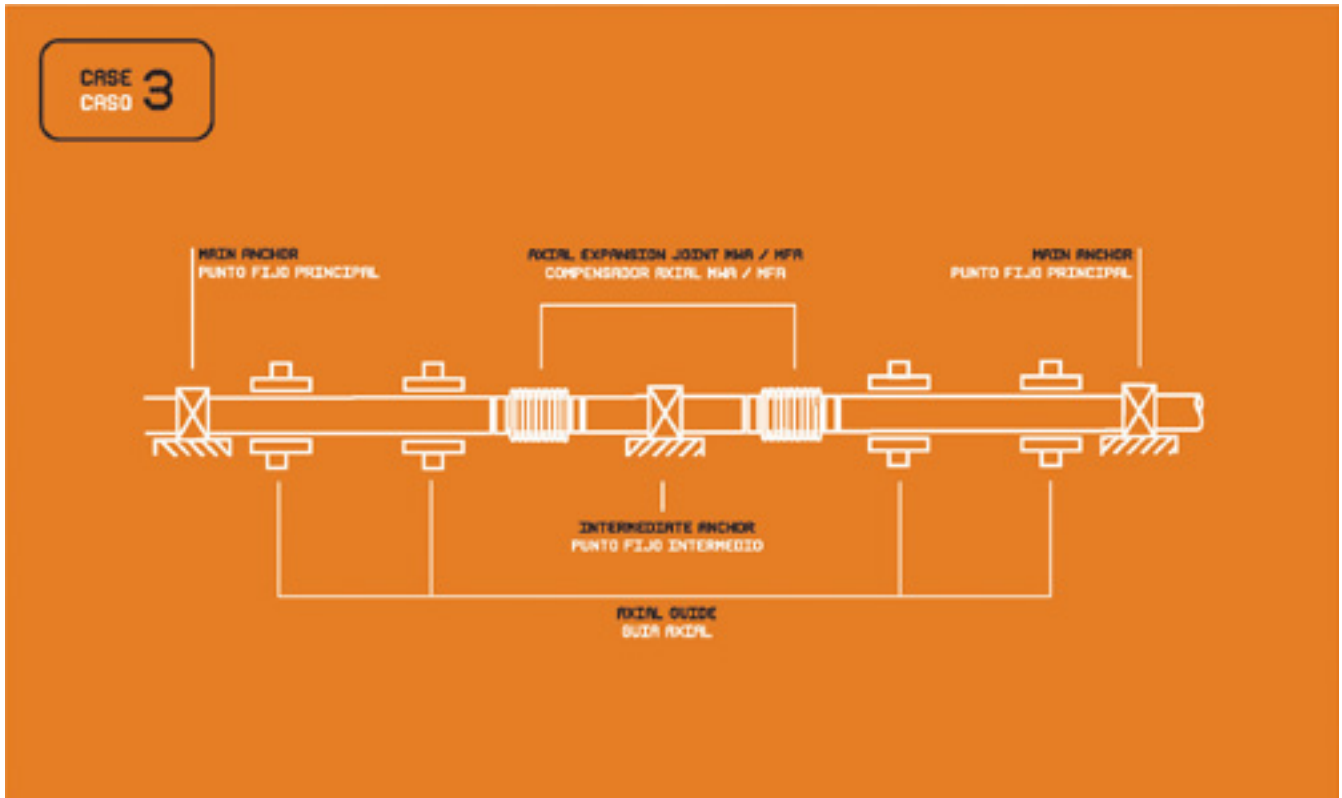 CASE 3
CASO
MAIN ANCHOR
PUNTO FIJO PRINCIPAL
AXIAL EXPANSION JOINT MWA / MFA
COMPENSADOR AXIAL MWA / MFA
MAIN ANCHOR
PUNTO FIJO PRINCIPAL
INTERMEDIATE ANCHOR
PUNTO FIJO INTERMEDIO
AXIAL GUIDE
GUIA AXIAL